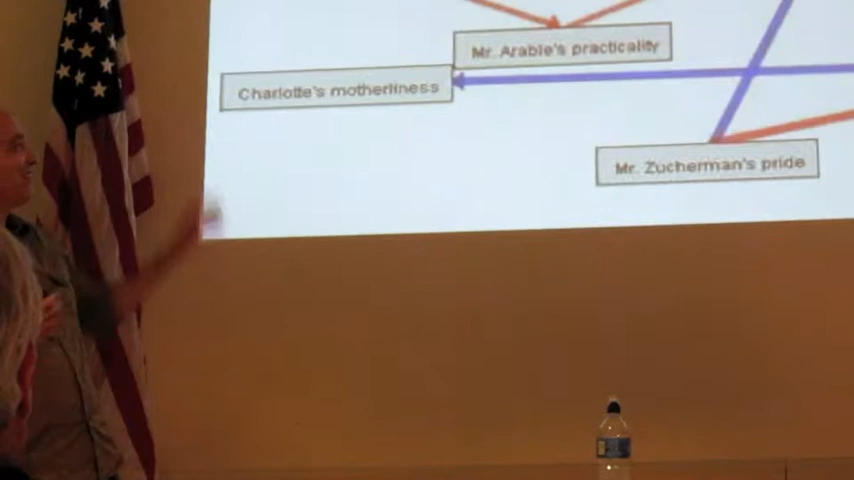 Mr. Arable's practicality
Charlotte's motherliness
Mr. Zucherman's pride